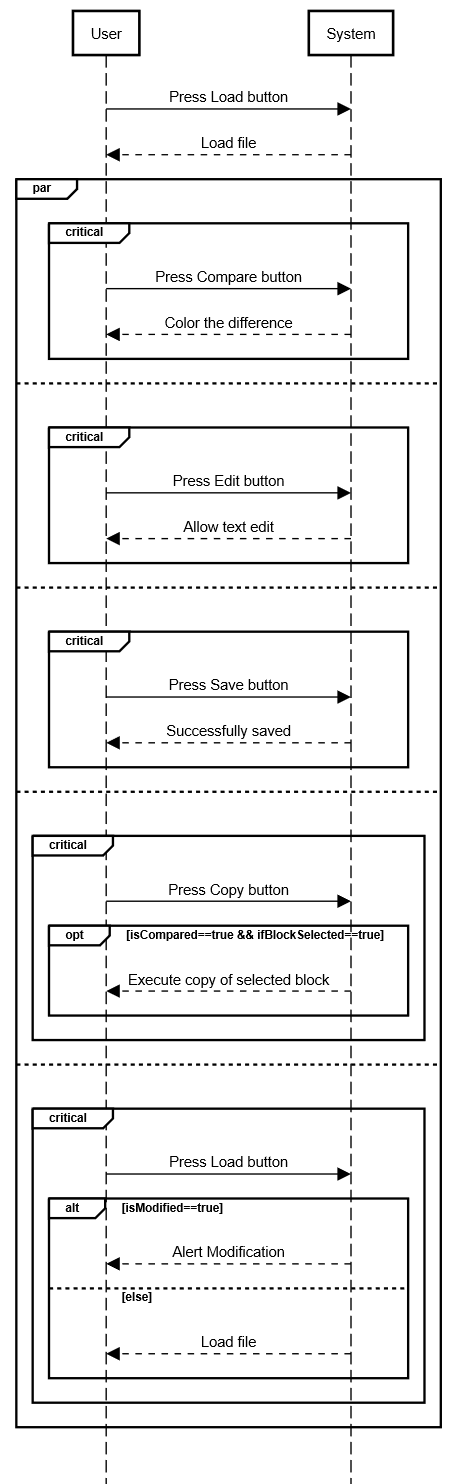 User System
Press Load button
Load file
par
critical
Press Compare button
Color the difference
critical
Press Edit button
Allow text edit
critical
Press Save button
Successfully saved
critical
Press Copy button
opt [isCompared==true && ifBlockSelected==true]
Execute copy of selected block
critical
Press Load button
alt [isModified==true]
Alert Modification
[else]
Load file